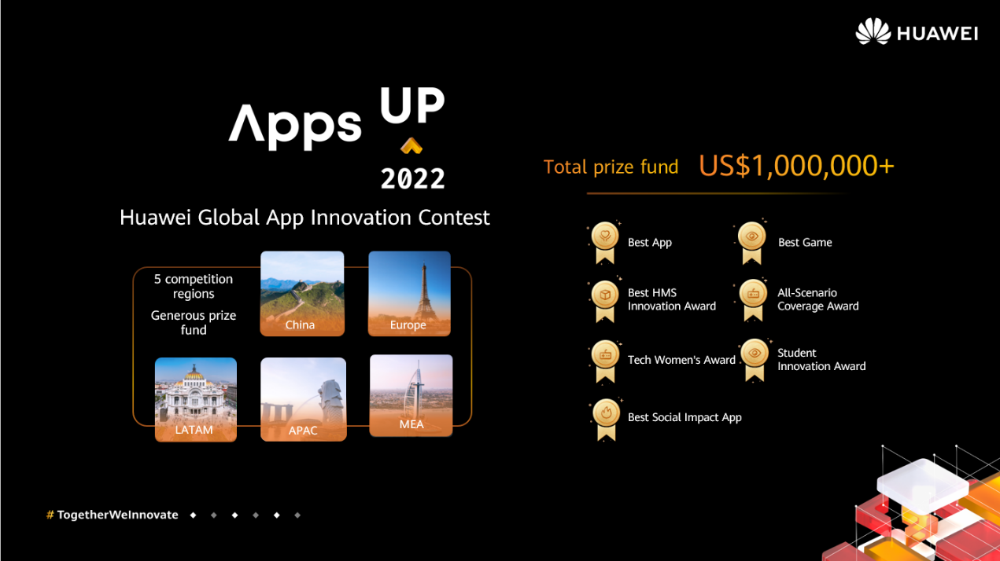 HUAWEI
Apps UP
2022
Huawei Global App Innovation Contest
5 competition
regions
Generous prize
fund
China
Europe
LATAM
APAC
MEA
Total prize fund US$1,000,000+
Best App
Best Game
Best HMS
Innovation Award
All-Scenario
Coverage Award
Tech Women's Award
Student
Innovation Award
Best Social Impact App
# TogetherWeInnovate